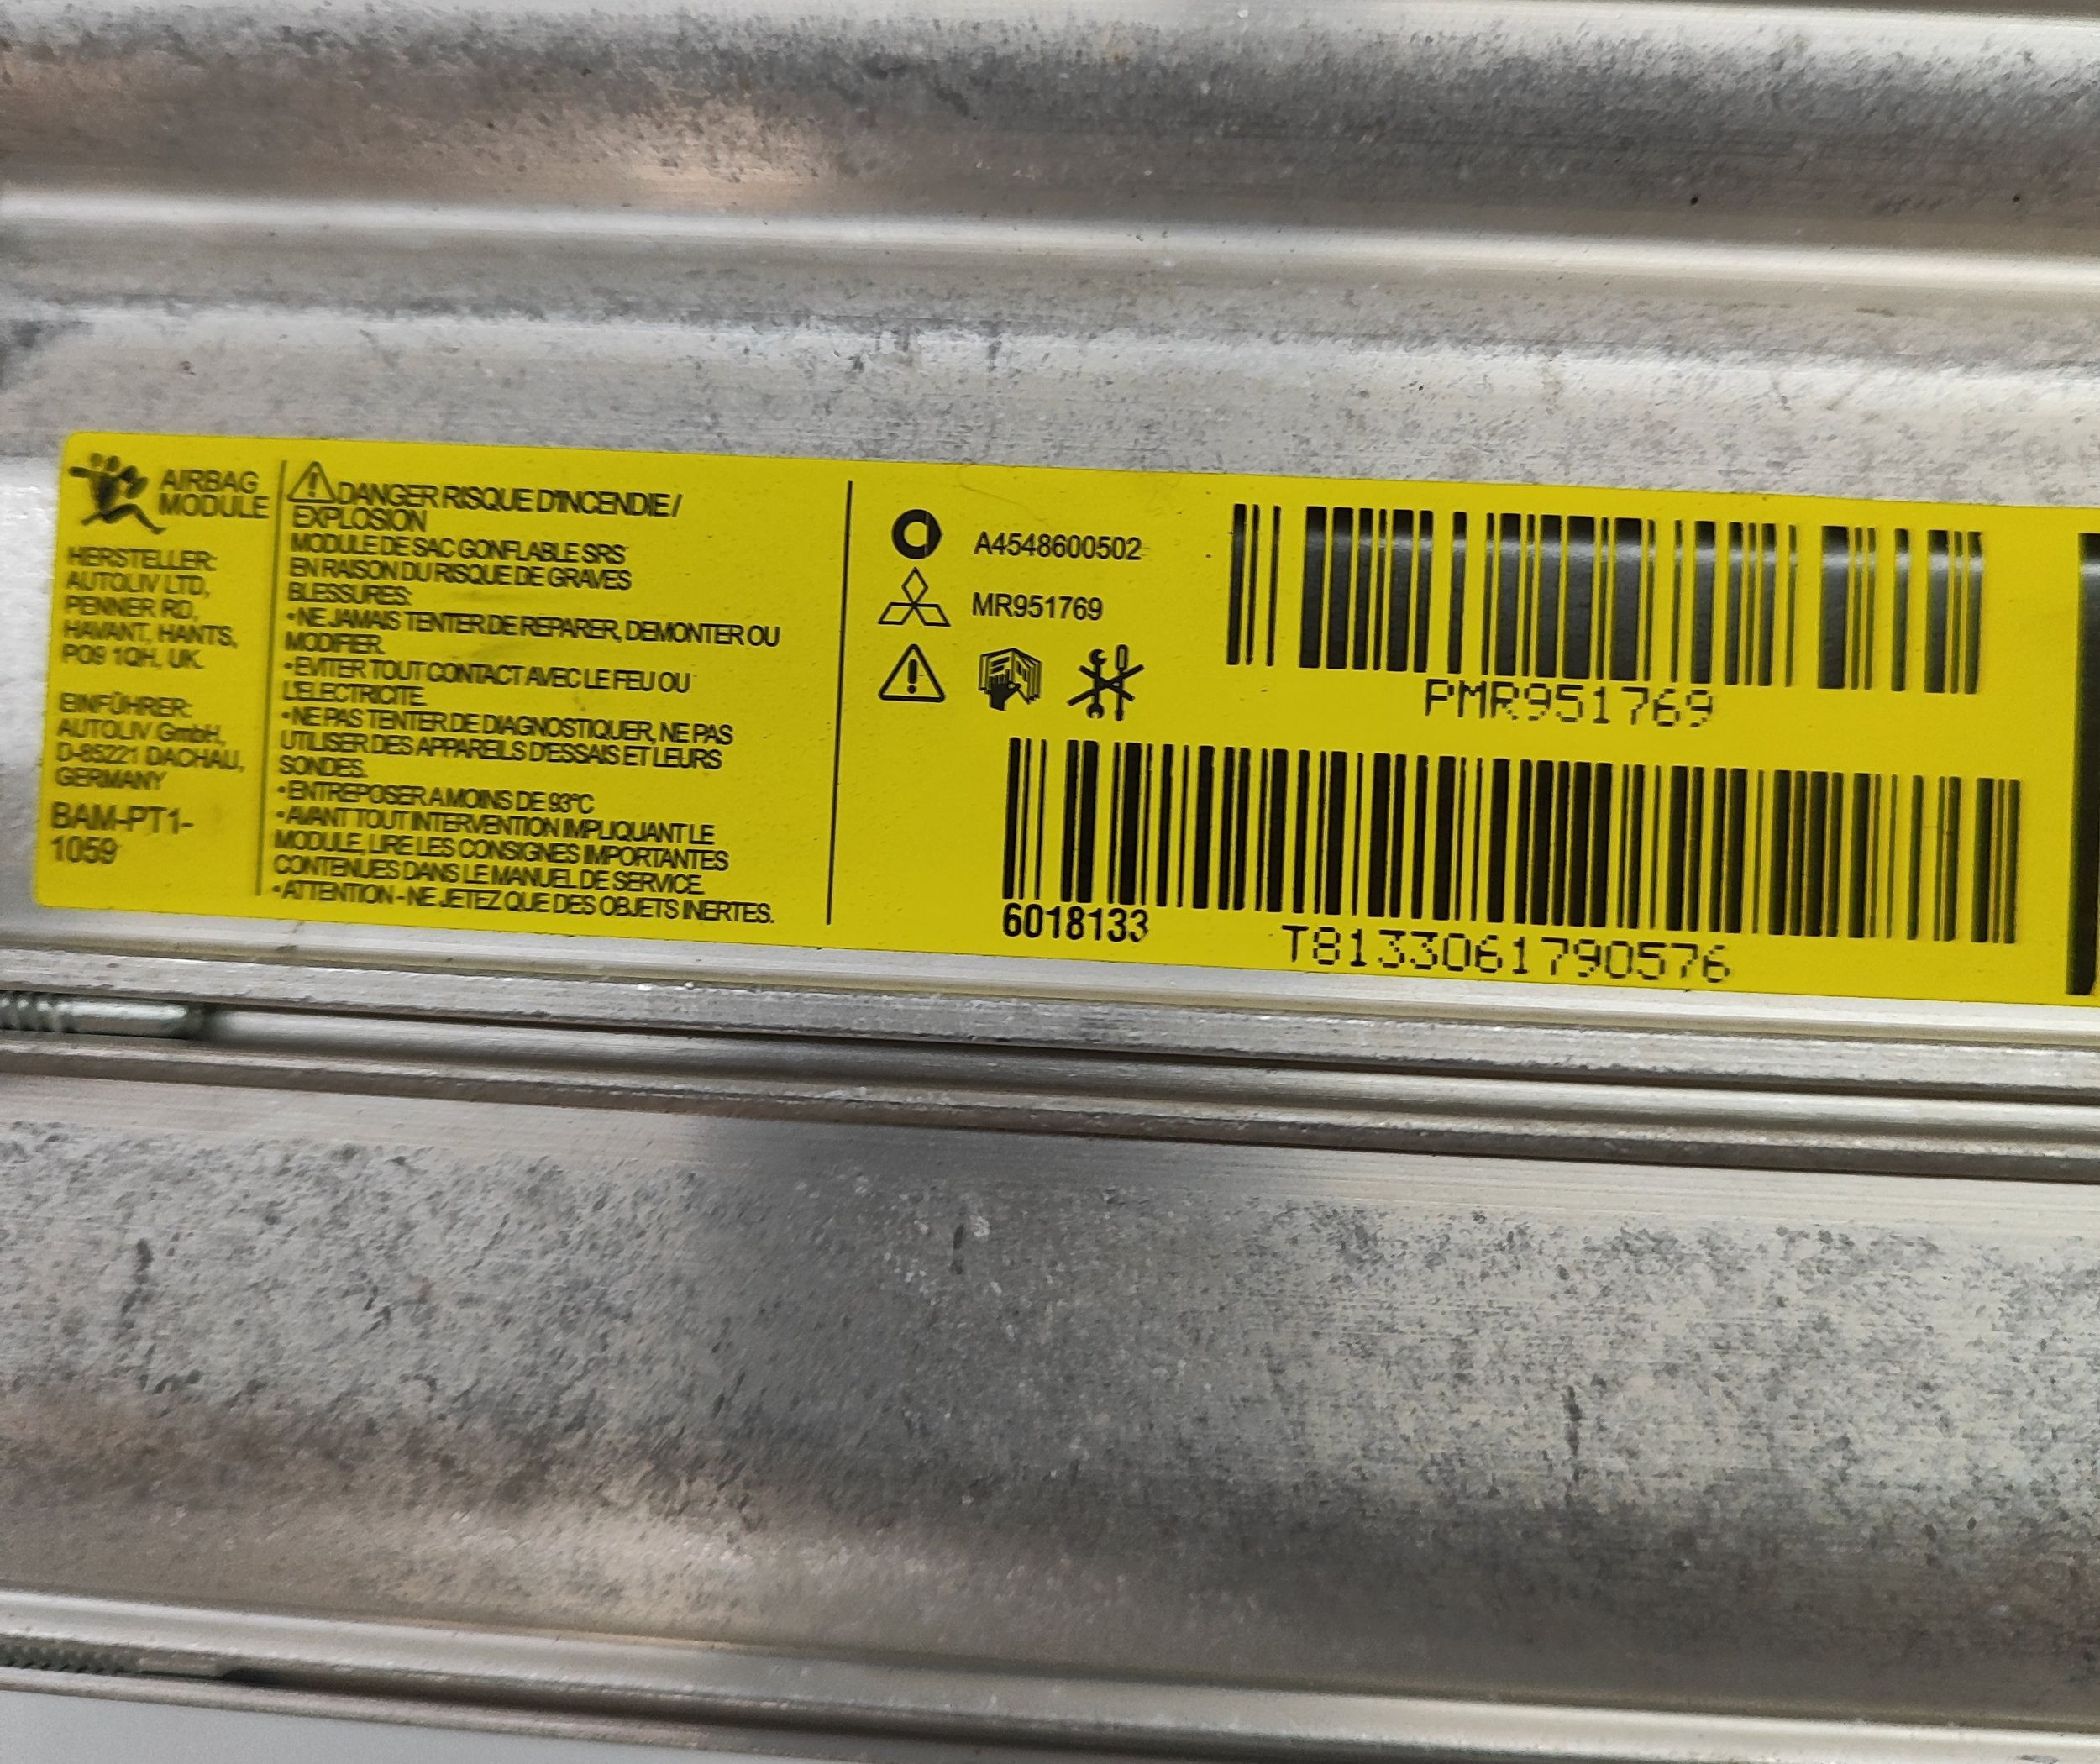 AIRBAG
MODULE
HERSTELLER:
AUTOLIV LTD,
PENNER RD,
HAVANT, HANTS,
PO9 1QH, UK.
EINFÜHRER:
AUTOLIV GmbH,
D-85221 DACHAU,
GERMANY
BAM-PT1-
1059
DANGER RISQUE D'INCENDIE /
EXPLOSION
MODULE DE SAC GONFLABLE SRS
EN RAISON DU RISQUE DE GRAVES
BLESSURES:
•NE JAMAIS TENTER DE REPARER, DEMONTER OU
MODIFIER.
•EVITER TOUT CONTACT AVEC LE FEU OU
L'ELECTRICITE.
•NE PAS TENTER DE DIAGNOSTIQUER, NE PAS
UTILISER DES APPAREILS D'ESSAIS ET LEURS
SONDES.
•ENTREPOSER A MOINS DE 93°C
•AVANT TOUT INTERVENTION IMPLIQUANT LE
MODULE, LIRE LES CONSIGNES IMPORTANTES
CONTENUES DANS LE MANUEL DE SERVICE.
•ATTENTION - NE JETEZ QUE DES OBJETS INERTES.
A4548600502
MR951769
PMR951769
6018133
T8133061790576